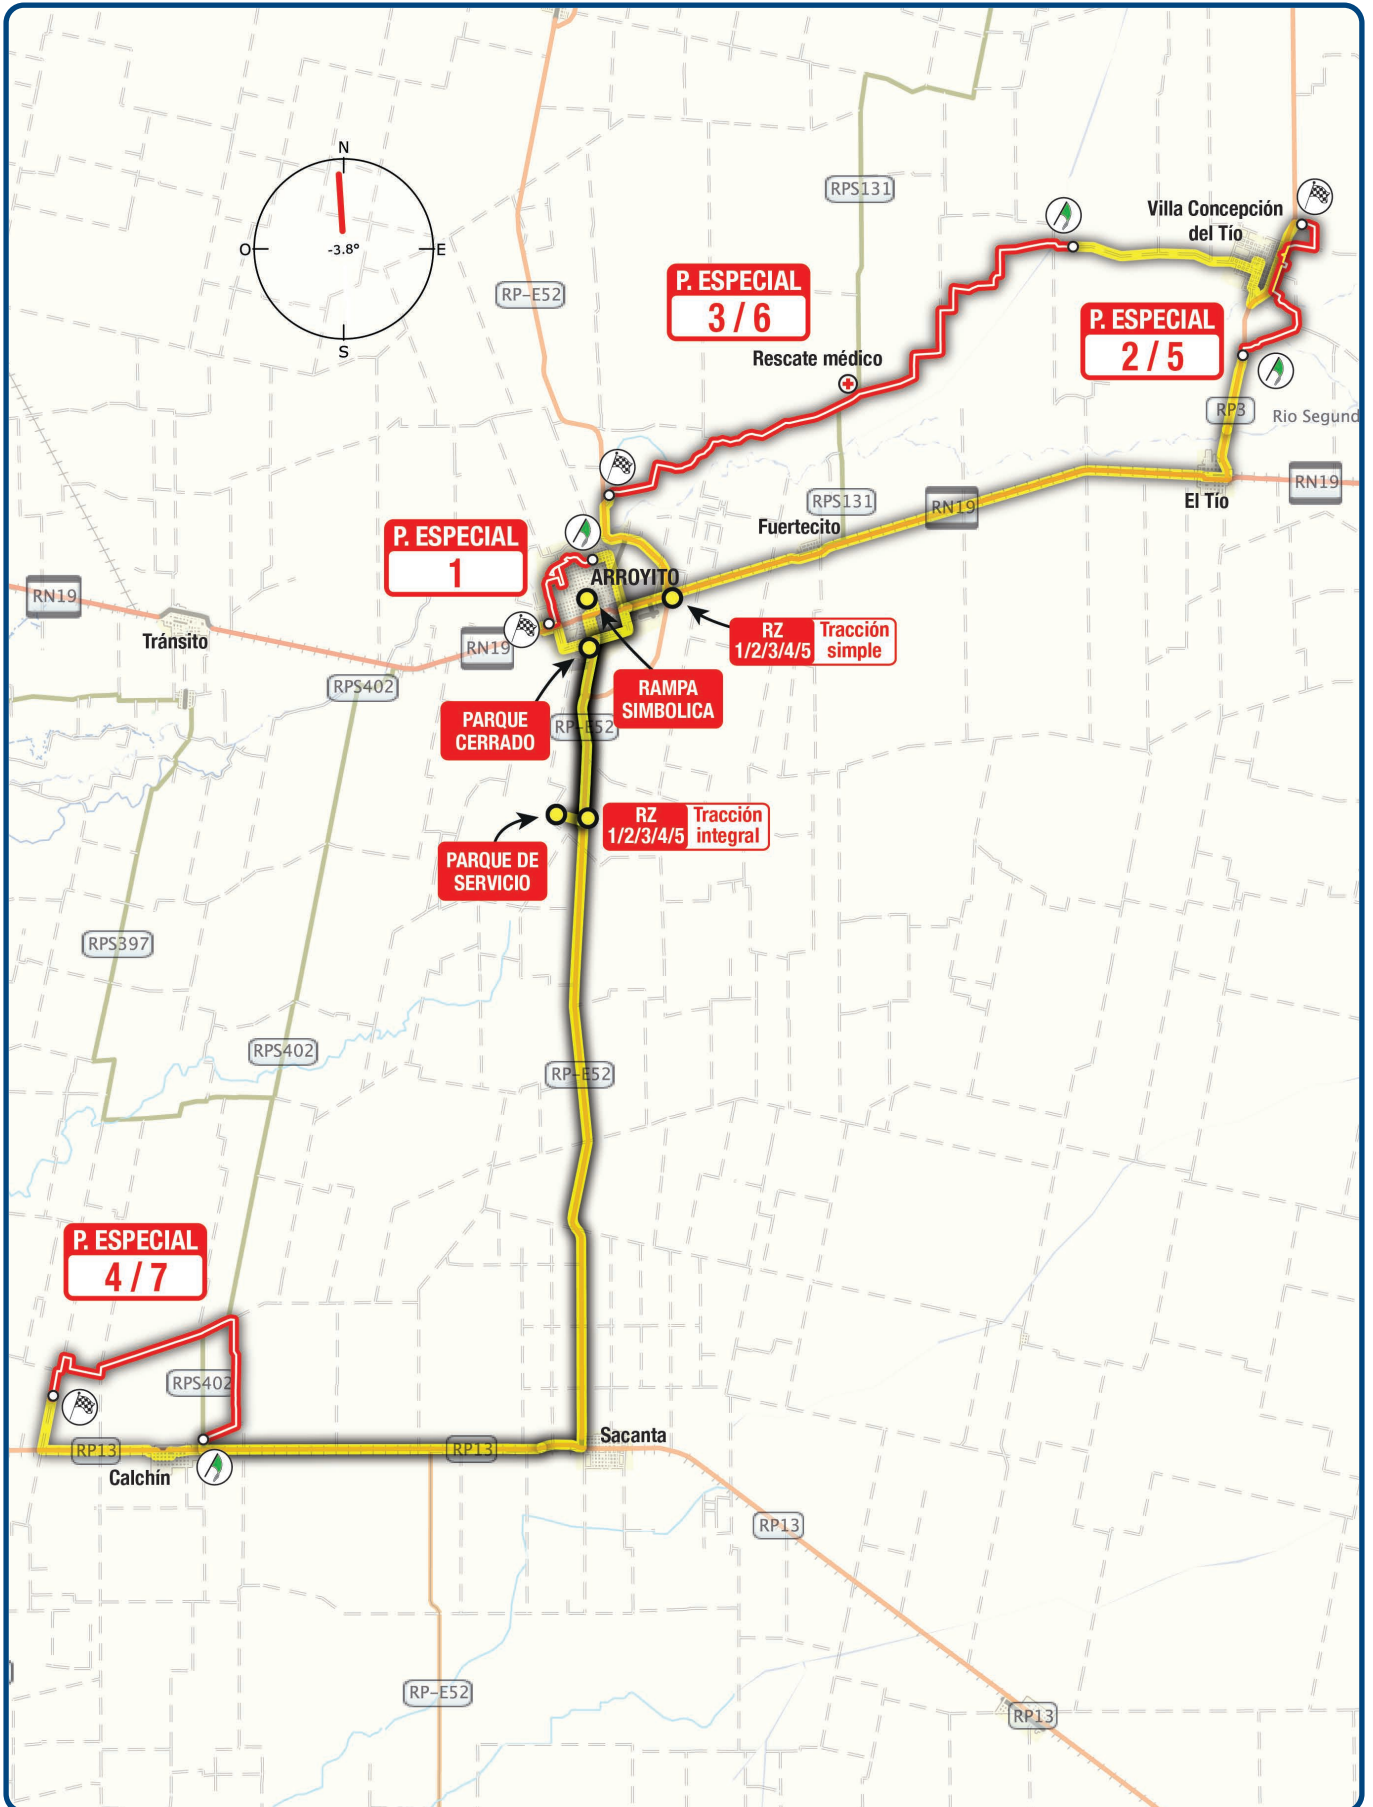 N
O
-3.8°
E
S
RPS131
Villa Concepción
del Tío
RP-E52
P. ESPECIAL
3 / 6
P. ESPECIAL
2 / 5
Rescate médico
RP3
Rio Segund
RN19
El Tío
RPS131
RN19
Fuertecito
P. ESPECIAL
1
ARROYITO
RN19
Tránsito
RN19
RZ
1/2/3/4/5
Tracción
simple
RPS402
RAMPA
SIMBOLICA
PARQUE
CERRADO
RP-E52
RZ
1/2/3/4/5
Tracción
integral
PARQUE DE
SERVICIO
RPS397
RPS402
RP-E52
P. ESPECIAL
4 / 7
RPS402
Sacanta
RP13
RP13
Calchín
RP13
RP-E52
RP13